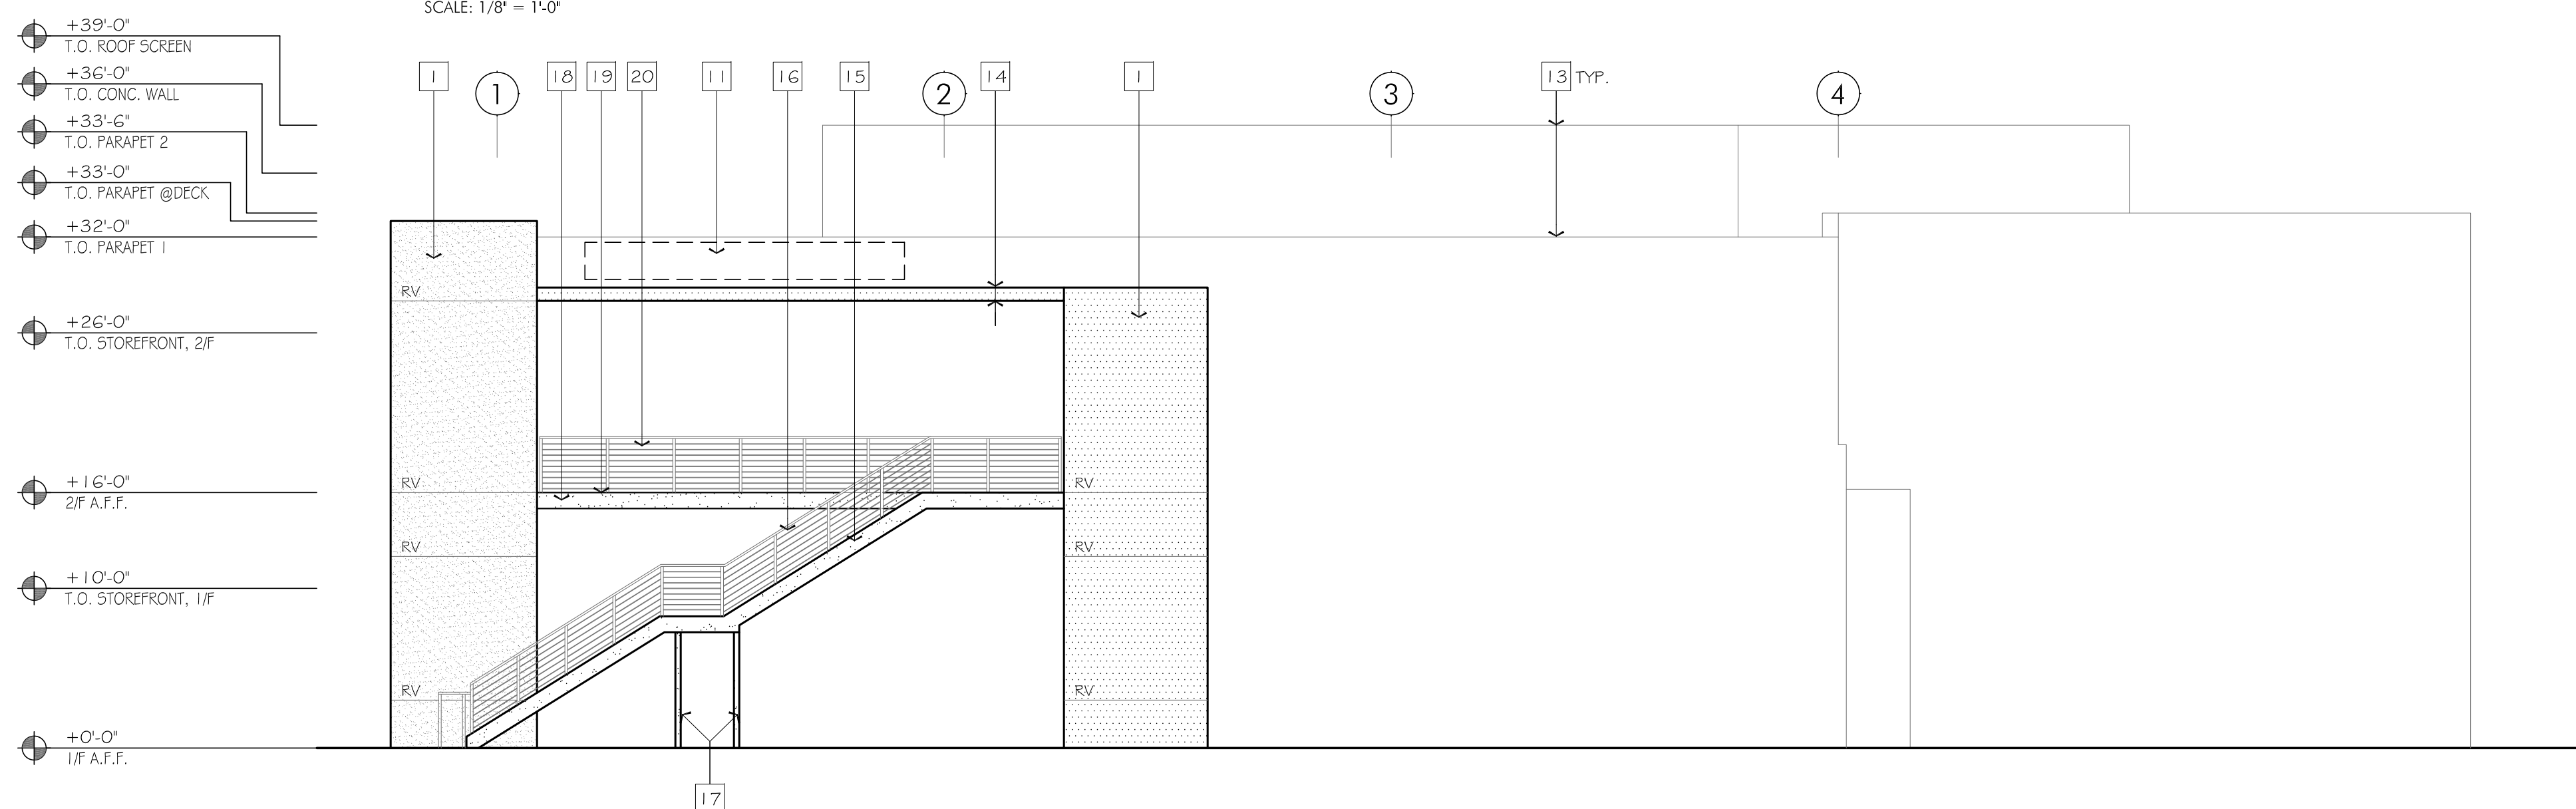 SCALE: 1/8" = 1'-0"
+39'-0"
T.O. ROOF SCREEN
+36'-0"
T.O. CONC. WALL
+33'-6"
T.O. PARAPET 2
+33'-0"
T.O. PARAPET @DECK
+32'-0"
T.O. PARAPET 1
+26'-0"
T.O. STOREFRONT, 2/F
+16'-0"
2/F A.F.F.
+10'-0"
T.O. STOREFRONT, 1/F
+0'-0"
1/F A.F.F.
1 1 18 19 20 11 16 15 2 14 1 3 13 TYP. 4
RV
RV RV
RV RV
RV RV
17